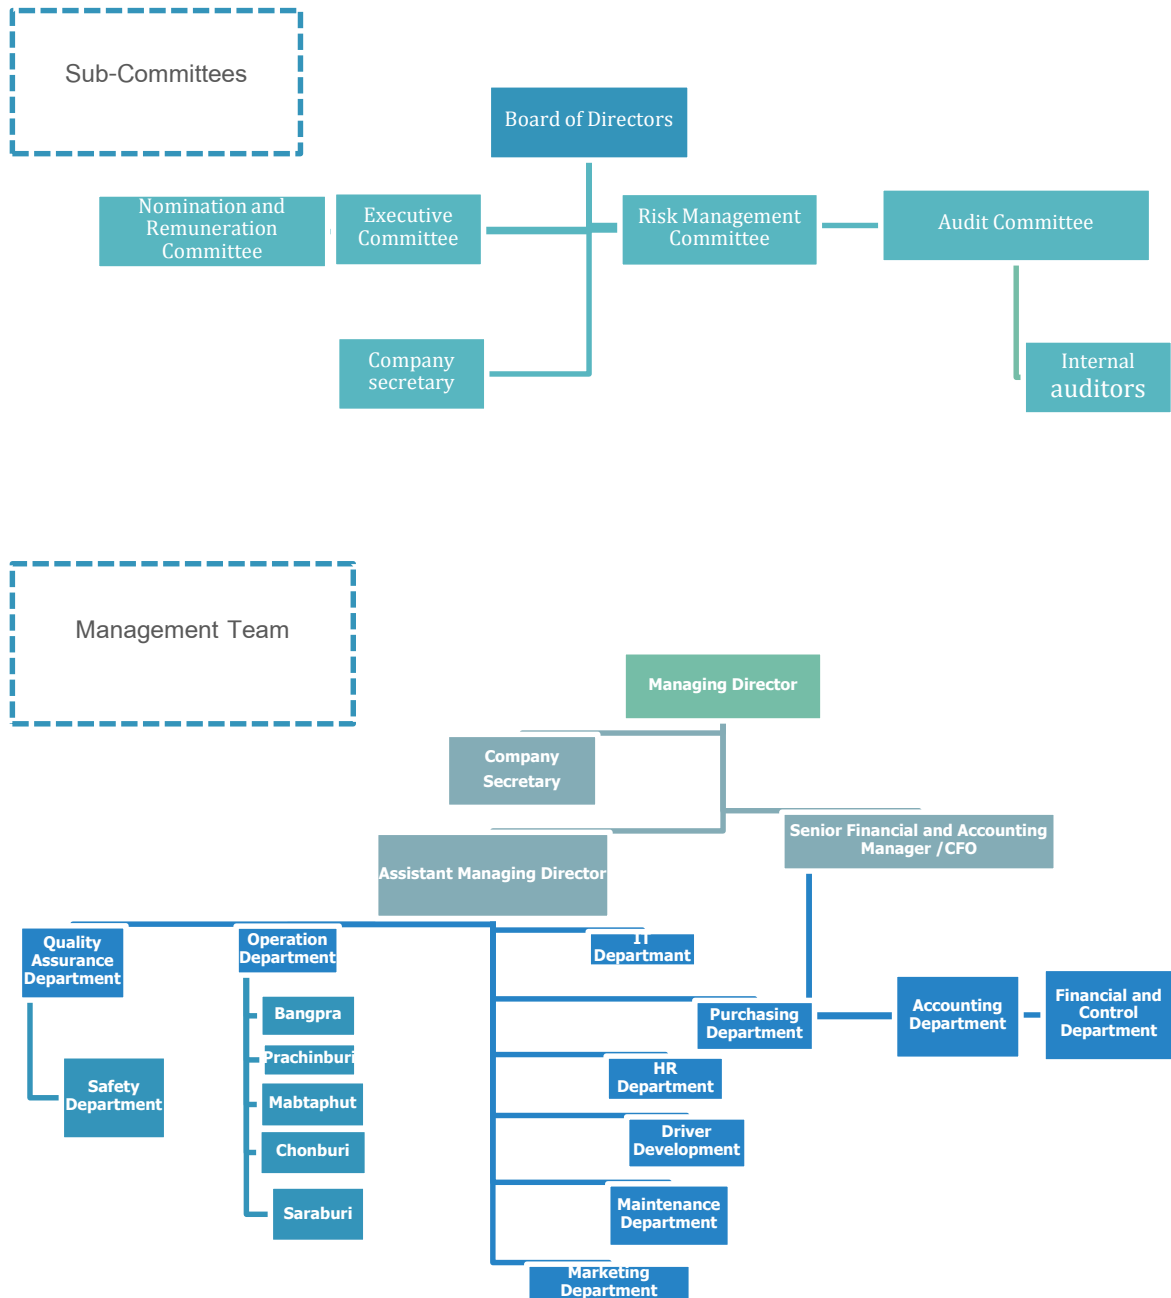 Sub-Committees
Board of Directors
Nomination and
Remuneration
Committee
Executive
Committee
Risk Management
Committee
Audit Committee
Company
secretary
Internal
auditors
Management Team
Managing Director
Company
Secretary
Senior Financial and Accounting
Manager /CFO
Assistant Managing Director
Quality
Assurance
Department
Operation
Department
IT
Departmant
Purchasing
Department
Accounting
Department
Financial and
Control
Department
Bangpra
Prachinburi
Mabtaphut
Chonburi
Saraburi
Safety
Department
HR
Department
Driver
Development
Maintenance
Department
Marketing
Department